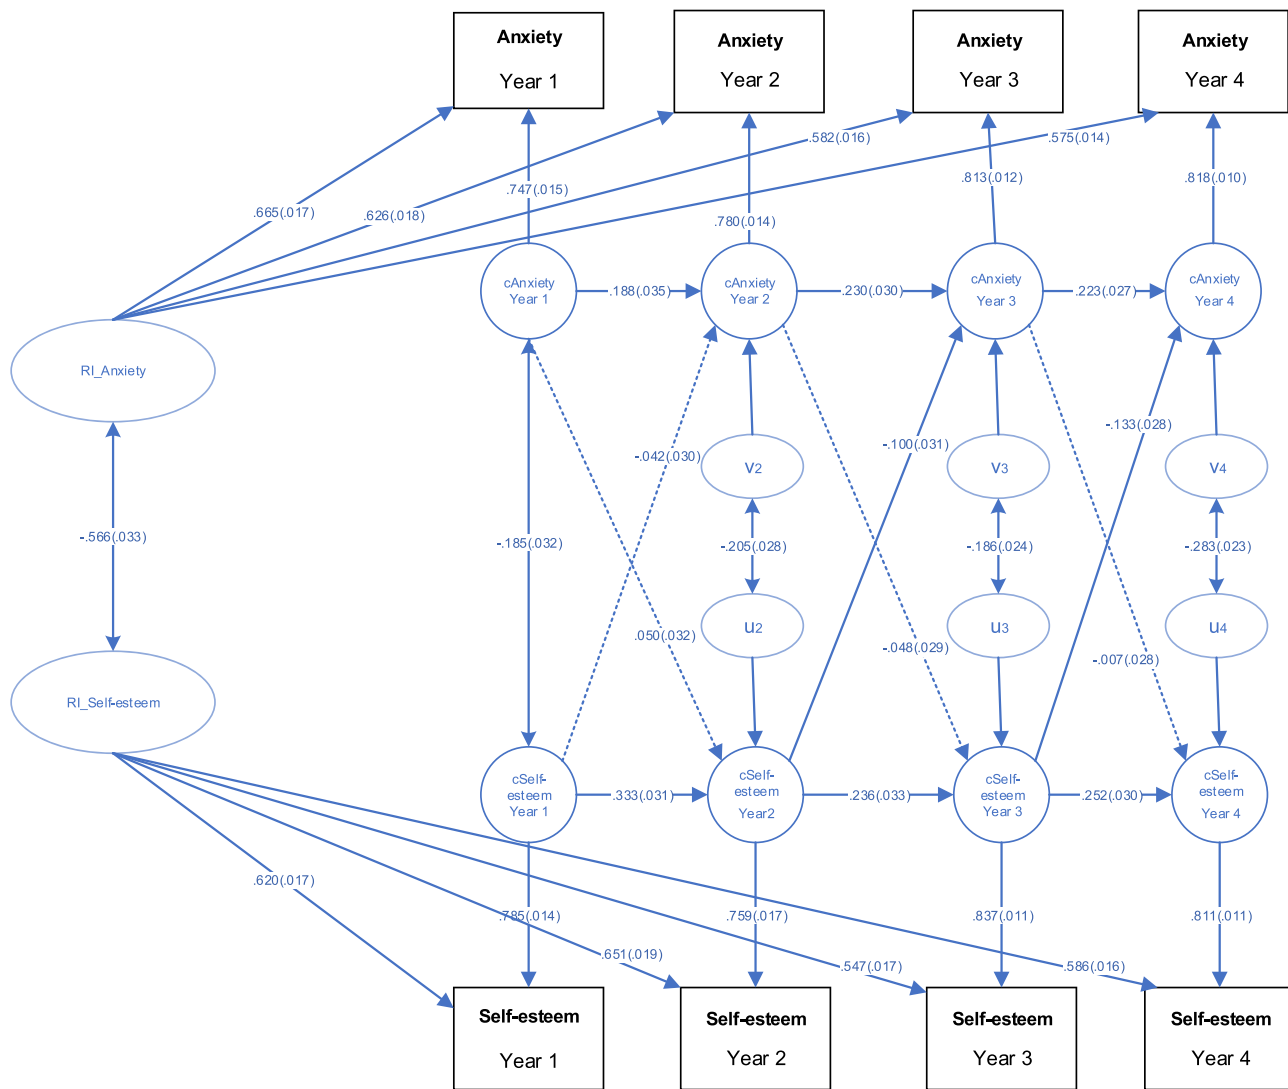 Anxiety
Year 1
Anxiety
Year 2
Anxiety
Year 3
Anxiety
Year 4
.665(.017)
.626(.018)
.747(.015)
.780(.014)
.582(.016)
.813(.012)
.575(.014)
.818(.010)
cAnxiety
Year 1
.188(.035)
cAnxiety
Year 2
.230(.030)
cAnxiety
Year 3
.223(.027)
cAnxiety
Year 4
RI_Anxiety
-.566(.033)
RI_Self-esteem
-.185(.032)
-.042(.030)
.050(.032)
v2
-.205(.028)
u2
-.100(.031)
-.048(.029)
v3
-.186(.024)
u3
-.133(.028)
-.007(.028)
v4
-.283(.023)
u4
cSelf-
esteem
Year 1
.333(.031)
cSelf-
esteem
Year2
.236(.033)
cSelf-
esteem
Year 3
.252(.030)
cSelf-
esteem
Year 4
.620(.017)
.785(.014)
.651(.019)
.759(.017)
.547(.017)
.837(.011)
.586(.016)
.811(.011)
Self-esteem
Year 1
Self-esteem
Year 2
Self-esteem
Year 3
Self-esteem
Year 4